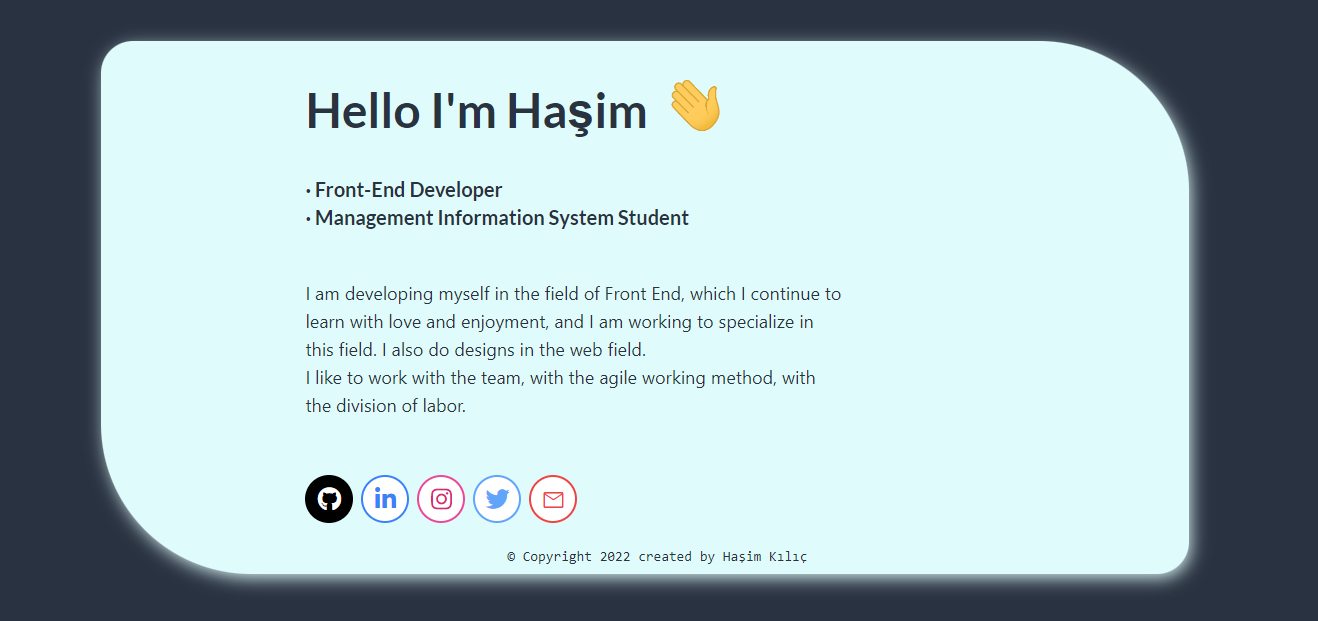 Hello I'm Haşim 👋
· Front-End Developer
· Management Information System Student
I am developing myself in the field of Front End, which I continue to
learn with love and enjoyment, and I am working to specialize in
this field. I also do designs in the web field.
I like to work with the team, with the agile working method, with
the division of labor.
in
© Copyright 2022 created by Haşim Kılıç